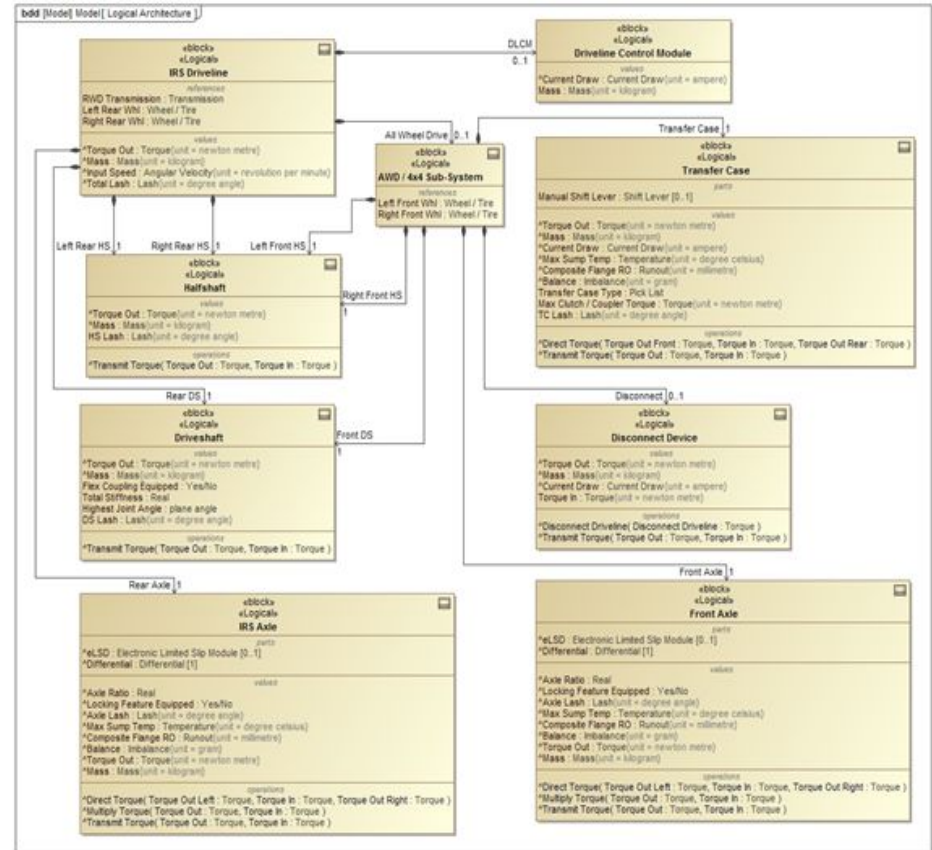 bdd [Model] Model [ Logical Architecture ]
«block»
«Logical»
IRS Driveline
references
RWD Transmission : Transmission
Left Rear Whl : Wheel / Tire
Right Rear Whl : Wheel / Tire
values
^Torque Out : Torque(unit = newton metre)
^Mass : Mass(unit = kilogram)
^Input Speed : Angular Velocity(unit = revolution per minute)
^Total Lash : Lash(unit = degree angle)
DLCM
0..1
«block»
«Logical»
Driveline Control Module
values
^Current Draw : Current Draw(unit = ampere)
Mass : Mass(unit = kilogram)
All Wheel Drive 0..1
«block»
«Logical»
AWD / 4x4 Sub-System
references
Left Front Whl : Wheel / Tire
Right Front Whl : Wheel / Tire
Transfer Case 1
«block»
«Logical»
Transfer Case
parts
Manual Shift Lever : Shift Lever [0..1]
values
^Torque Out : Torque(unit = newton metre)
^Mass : Mass(unit = kilogram)
^Current Draw : Current Draw(unit = ampere)
^Max Sump Temp : Temperature(unit = degree celsius)
^Composite Flange RO : Runout(unit = millimetre)
^Balance : Imbalance(unit = gram)
Transfer Case Type : Pick List
Max Clutch / Coupler Torque : Torque(unit = newton metre)
TC Lash : Lash(unit = degree angle)
operations
^Direct Torque( Torque Out Front : Torque, Torque In : Torque, Torque Out Rear : Torque )
^Transmit Torque( Torque Out : Torque, Torque In : Torque )
Left Rear HS 1
Right Rear HS 1
Left Front HS 1
Right Front HS
1
«block»
«Logical»
Halfshaft
values
^Torque Out : Torque(unit = newton metre)
^Mass : Mass(unit = kilogram)
HS Lash : Lash(unit = degree angle)
operations
^Transmit Torque( Torque Out : Torque, Torque In : Torque )
Rear DS 1
Front DS
1
«block»
«Logical»
Driveshaft
values
^Torque Out : Torque(unit = newton metre)
^Mass : Mass(unit = kilogram)
Flex Coupling Equipped : Yes/No
Total Stiffness : Real
Highest Joint Angle : plane angle
DS Lash : Lash(unit = degree angle)
operations
^Transmit Torque( Torque Out : Torque, Torque In : Torque )
Disconnect 0..1
«block»
«Logical»
Disconnect Device
values
^Torque Out : Torque(unit = newton metre)
^Mass : Mass(unit = kilogram)
^Current Draw : Current Draw(unit = ampere)
Torque In : Torque(unit = newton metre)
operations
^Disconnect Driveline( Disconnect Driveline : Torque )
^Transmit Torque( Torque Out : Torque, Torque In : Torque )
Rear Axle 1
«block»
«Logical»
IRS Axle
parts
^eLSD : Electronic Limited Slip Module [0..1]
^Differential : Differential [1]
values
^Axle Ratio : Real
^Locking Feature Equipped : Yes/No
^Axle Lash : Lash(unit = degree angle)
^Max Sump Temp : Temperature(unit = degree celsius)
^Composite Flange RO : Runout(unit = millimetre)
^Balance : Imbalance(unit = gram)
^Torque Out : Torque(unit = newton metre)
^Mass : Mass(unit = kilogram)
operations
^Direct Torque( Torque Out Left : Torque, Torque In : Torque, Torque Out Right : Torque )
^Multiply Torque( Torque Out : Torque, Torque In : Torque )
^Transmit Torque( Torque Out : Torque, Torque In : Torque )
Front Axle 1
«block»
«Logical»
Front Axle
parts
^eLSD : Electronic Limited Slip Module [0..1]
^Differential : Differential [1]
values
^Axle Ratio : Real
^Locking Feature Equipped : Yes/No
^Axle Lash : Lash(unit = degree angle)
^Max Sump Temp : Temperature(unit = degree celsius)
^Composite Flange RO : Runout(unit = millimetre)
^Balance : Imbalance(unit = gram)
^Torque Out : Torque(unit = newton metre)
^Mass : Mass(unit = kilogram)
operations
^Direct Torque( Torque Out Left : Torque, Torque In : Torque, Torque Out Right : Torque )
^Multiply Torque( Torque Out : Torque, Torque In : Torque )
^Transmit Torque( Torque Out : Torque, Torque In : Torque )